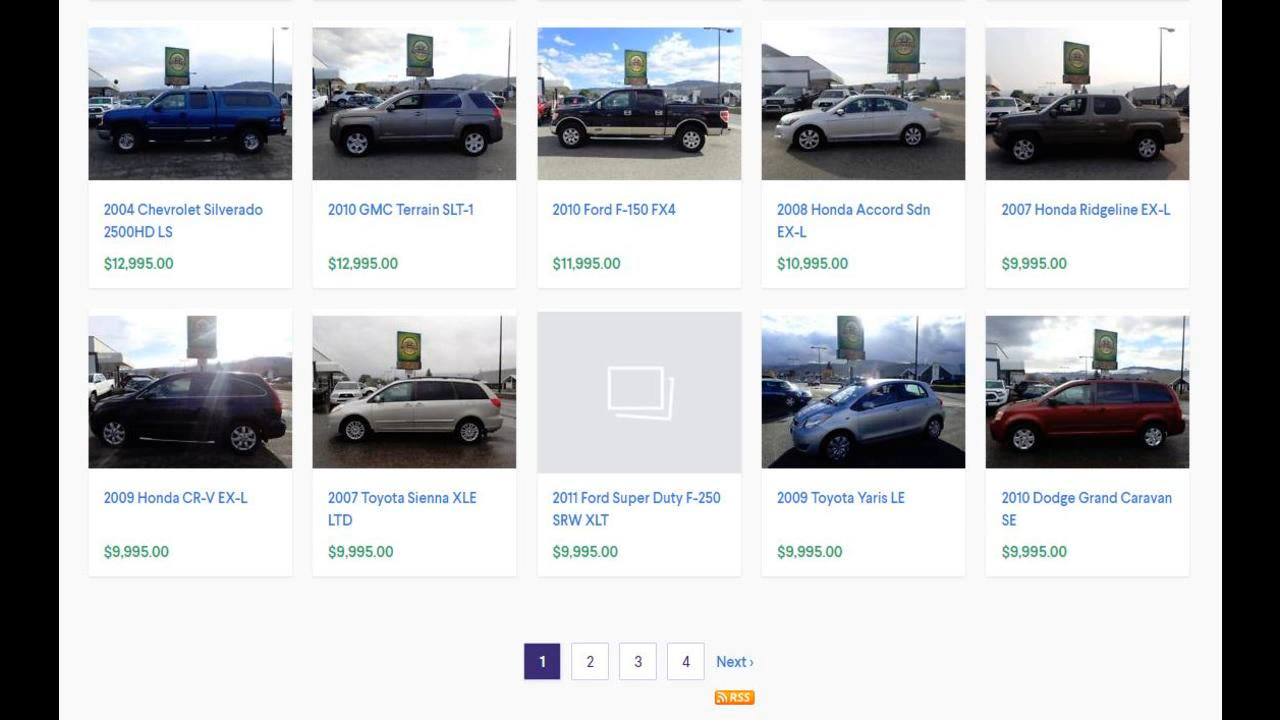 2004 Chevrolet Silverado
2500HD LS
$12,995.00
2010 GMC Terrain SLT-1
$12,995.00
2010 Ford F-150 FX4
$11,995.00
2008 Honda Accord Sdn
EX-L
$10,995.00
2007 Honda Ridgeline EX-L
$9,995.00
2009 Honda CR-V EX-L
$9,995.00
2007 Toyota Sienna XLE
LTD
$9,995.00
2011 Ford Super Duty F-250
SRW XLT
$9,995.00
2009 Toyota Yaris LE
$9,995.00
2010 Dodge Grand Caravan
SE
$9,995.00
1 2 3 4 Next ›
RSS